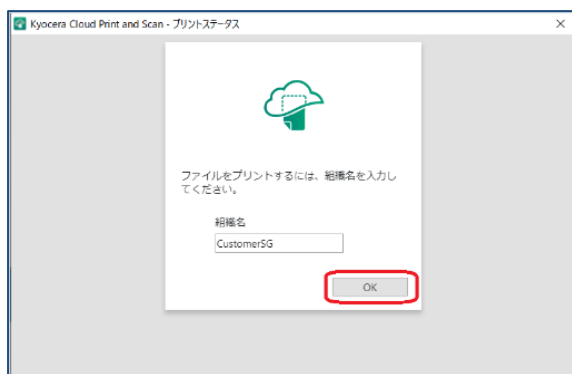 Kyocera Cloud Print and Scan - プリントステータス
ファイルをプリントするには、組織名を入力し
てください。
組織名
CustomerSG
OK